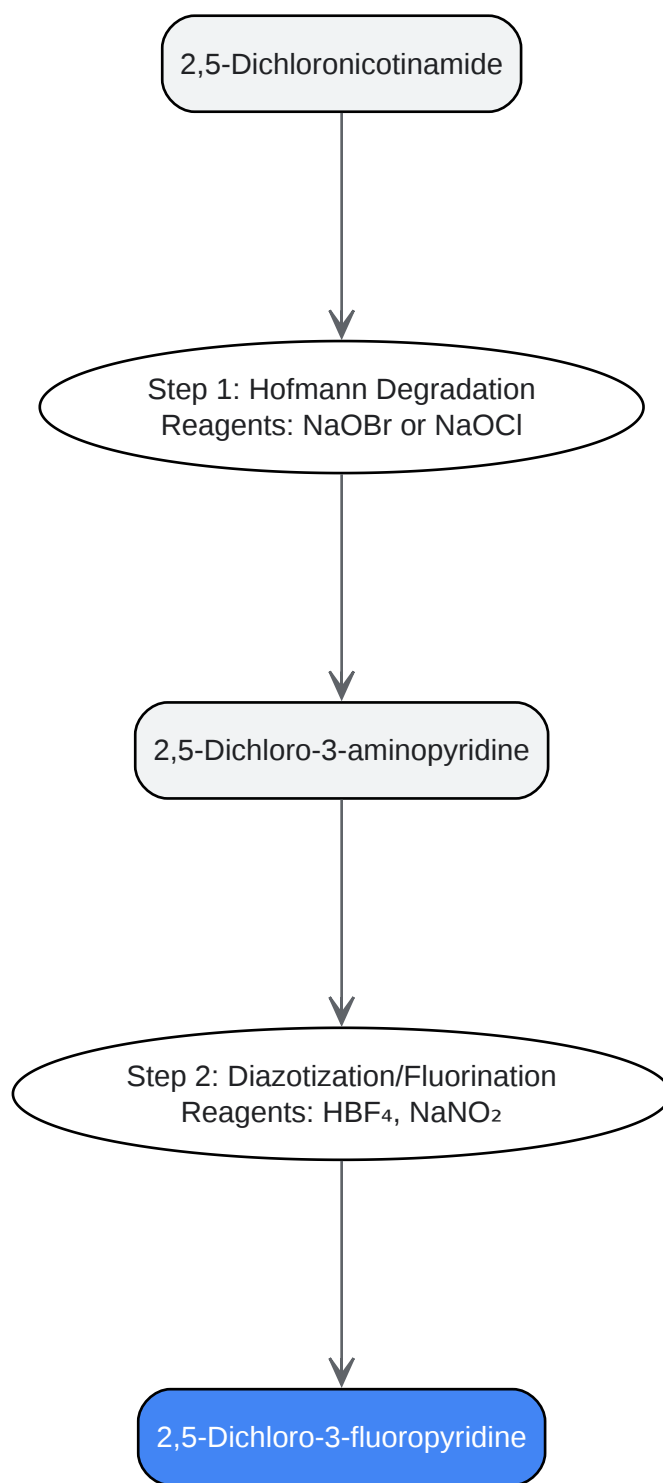 2,5-Dichloronicotinamide
Step 1: Hofmann Degradation
Reagents: NaOBr or NaOCl
2,5-Dichloro-3-aminopyridine
Step 2: Diazotization/Fluorination
Reagents: HBF₄, NaNO₂
2,5-Dichloro-3-fluoropyridine